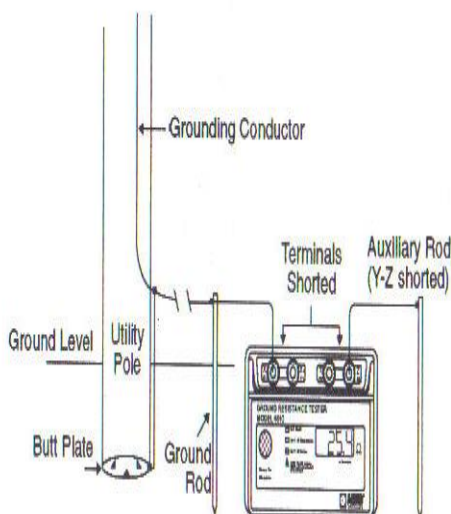 Grounding Conductor
Terminals
Shorted
Auxiliary Rod
(Y-Z shorted)
Ground Level
Utility
Pole
Butt Plate
Ground
Rod
GROUND RESISTANCE TESTER
25.4 Ω